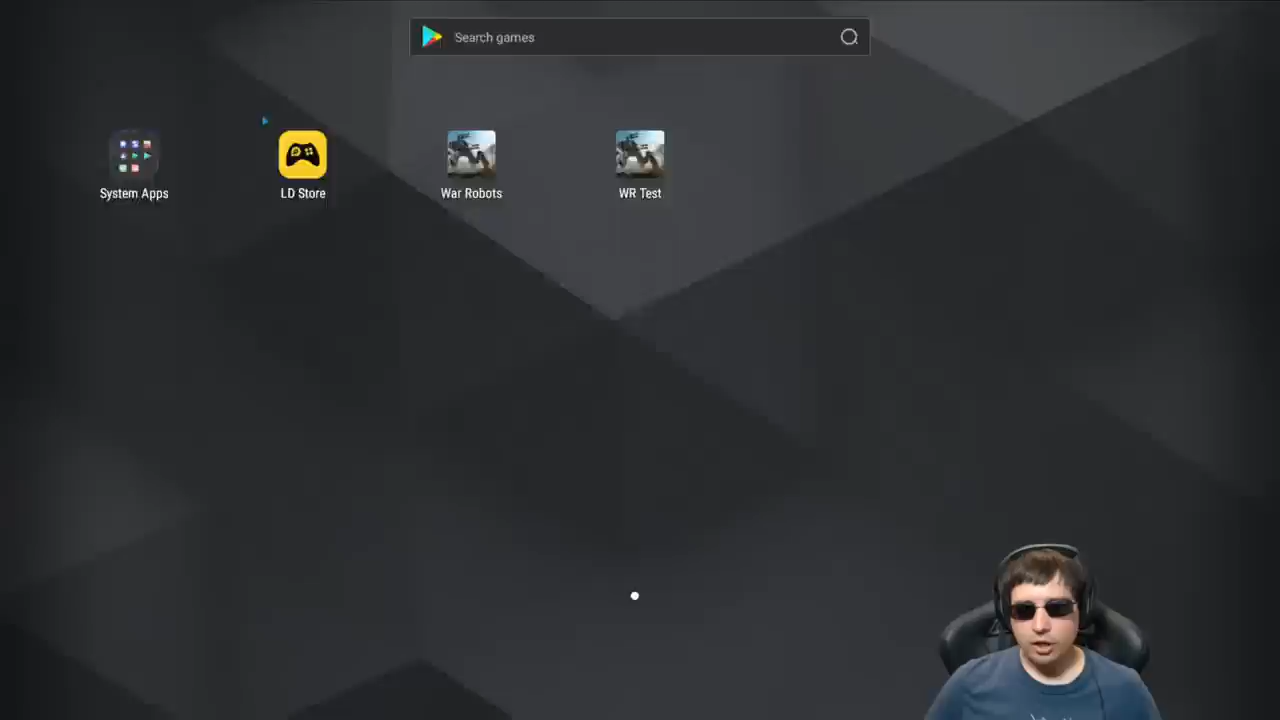 Search games
System Apps
LD Store
War Robots
WR Test